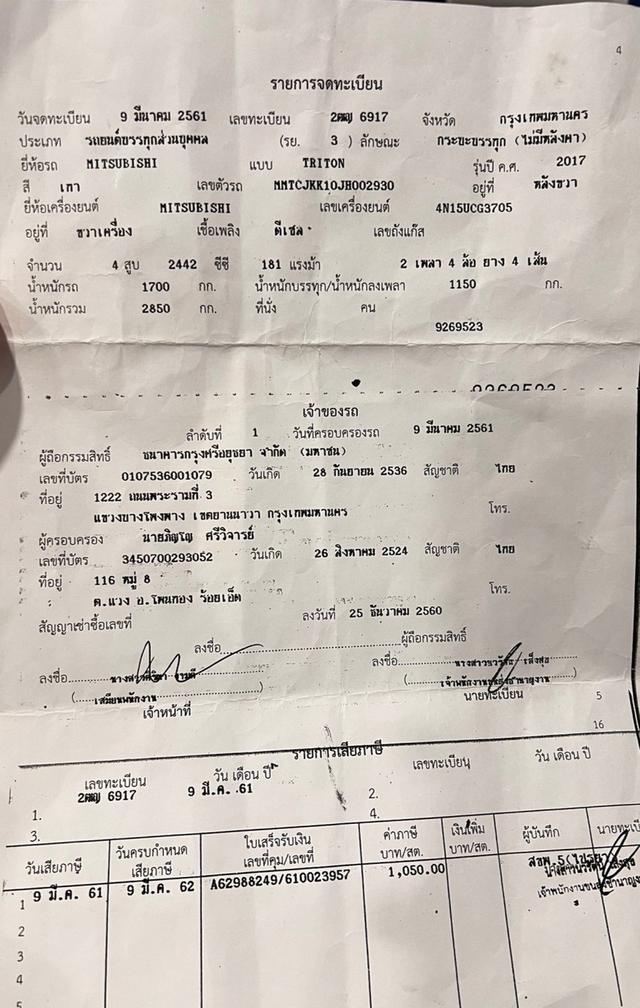 4
รายการจดทะเบียน
วันจดทะเบียน 9 มีนาคม 2561 เลขทะเบียน 2ฒฌ 6917 จังหวัด กรุงเทพมหานคร
ประเภท รถยนต์บรรทุกส่วนบุคคล (รย. 3 ) ลักษณะ กระบะบรรทุก (ไม่มีหลังคา)
ยี่ห้อรถ MITSUBISHI แบบ TRITON รุ่นปี ค.ศ. 2017
สี เทา เลขตัวรถ MMTCJKK10JH002930 อยู่ที่ หลังขวา
ยี่ห้อเครื่องยนต์ MITSUBISHI เลขเครื่องยนต์ 4N15UCG3705
อยู่ที่ ขวาเครื่อง เชื้อเพลิง ดีเซล เลขถังแก๊ส
จำนวน 4 สูบ 2442 ซีซี 181 แรงม้า 2 เพลา 4 ล้อ ยาง 4 เส้น
น้ำหนักรถ 1700 กก. น้ำหนักบรรทุก/น้ำหนักลงเพลา 1150 กก.
น้ำหนักรวม 2850 กก. ที่นั่ง คน
9269523
เจ้าของรถ
ลำดับที่ 1 วันที่ครอบครองรถ 9 มีนาคม 2561
ผู้ถือกรรมสิทธิ์ ธนาคารกรุงศรีอยุธยา จำกัด (มหาชน)
เลขที่บัตร 0107536001079 วันเกิด 28 กันยายน 2536 สัญชาติ ไทย
ที่อยู่ 1222 ถนนพระรามที่ 3
แขวงบางโพงพาง เขตยานนาวา กรุงเทพมหานคร โทร.
ผู้ครอบครอง นายภิญโญ ศรีวิจารย์
เลขที่บัตร 3450700293052 วันเกิด 26 สิงหาคม 2524 สัญชาติ ไทย
ที่อยู่ 116 หมู่ 8
ต.แวง อ.โพนทอง ร้อยเอ็ด โทร.
สัญญาเช่าซื้อเลขที่ ลงวันที่ 25 ธันวาคม 2560
ลงชื่อ ผู้ถือกรรมสิทธิ์
ลงชื่อ ลงชื่อ
(เสมียนพนักงาน) (เจ้าพนักงาน)
เจ้าหน้าที่ นายทะเบียน
5
16
รายการเสียภาษี
เลขทะเบียน วัน เดือน ปี เลขทะเบียน วัน เดือน ปี
1. 6917 9 มี.ค. 61 2.
3. 4.
วันเสียภาษี วันครบกำหนดเสียภาษี ใบเสร็จรับเงิน เลขที่คุม/เลขที่ ค่าภาษี บาท/สต. เงินเพิ่ม บาท/สต. ผู้บันทึก
1 9 มี.ค. 61 9 มี.ค. 62 A62988249/610023957 1,050.00
2
3
4
5